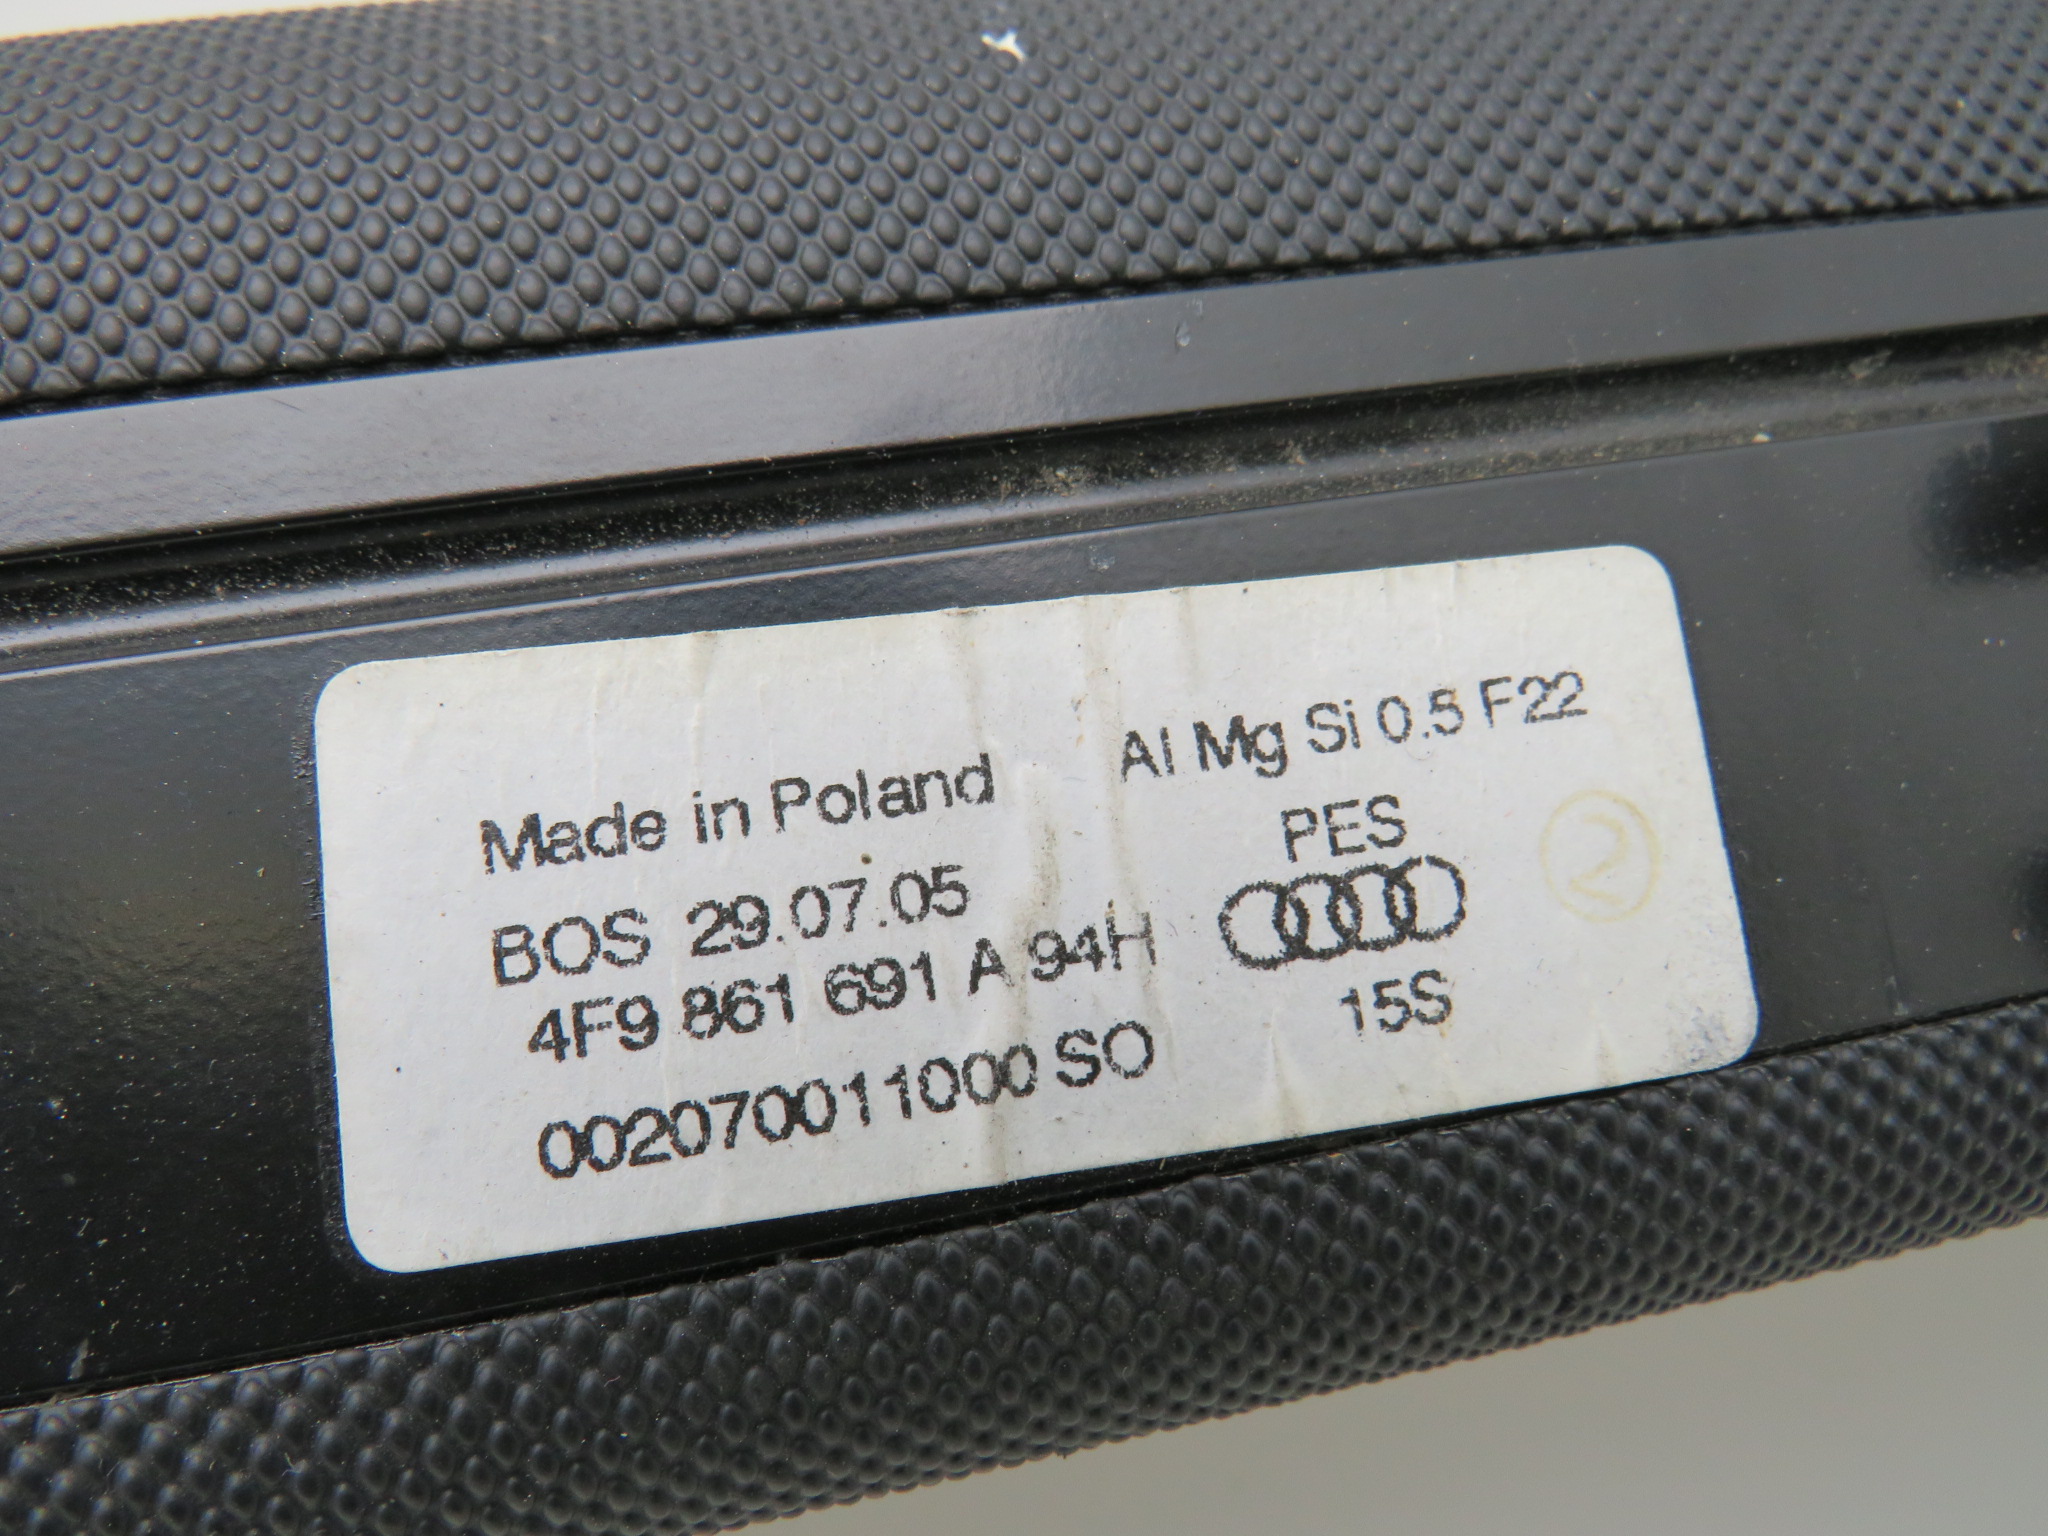 Made in Poland
BOS 29.07.05
4F9 861 691 A 94H
002070011000 SO
Al Mg Si 0.5 F22
PES
15S
2